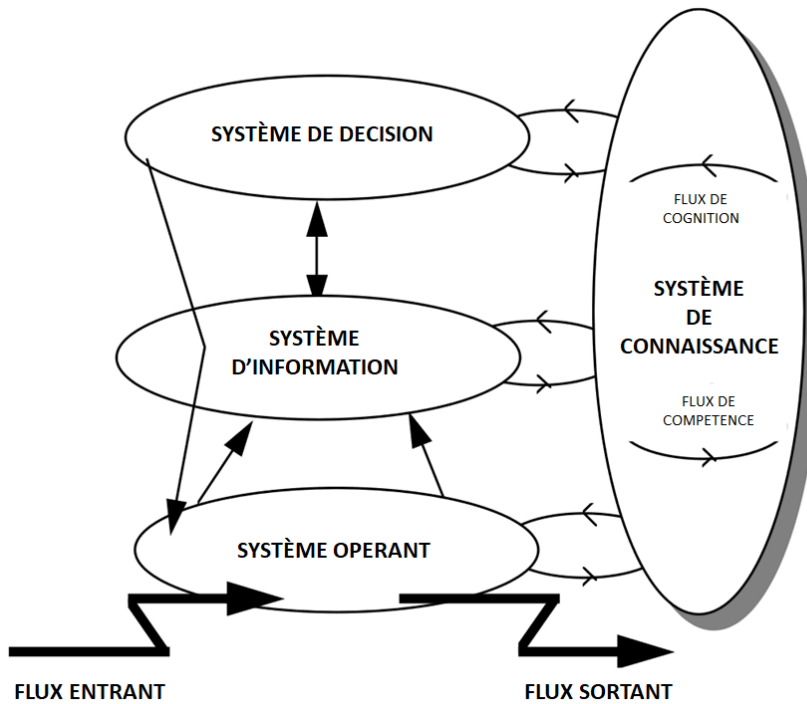 SYSTÈME DE DECISION
FLUX DE
COGNITION
SYSTÈME
DE
CONNAISSANCE
SYSTÈME
D'INFORMATION
FLUX DE
COMPETENCE
SYSTÈME OPERANT
FLUX ENTRANT
FLUX SORTANT